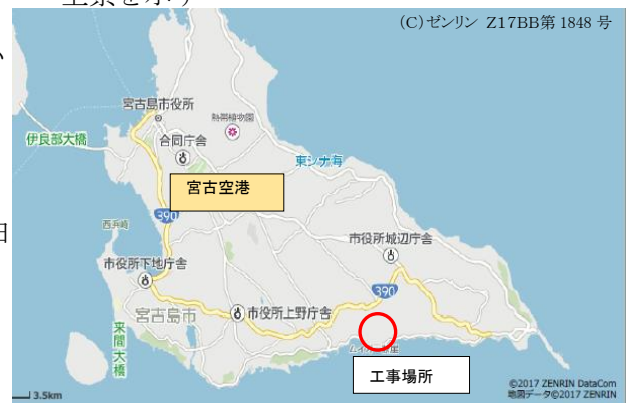 (C)ゼンリン Z17BB第 1848 号
宮古島市役所
熱帯植物園
伊良部大橋
合同庁舎
東シナ海
宮古空港
390
西浜崎
市役所城辺庁舎
市役所下地庁舎
390
宮古島市
市役所上野庁舎
来間大橋
工事場所
3.5km
©2017 ZENRIN DataCom
地図データ©2017 ZENRIN